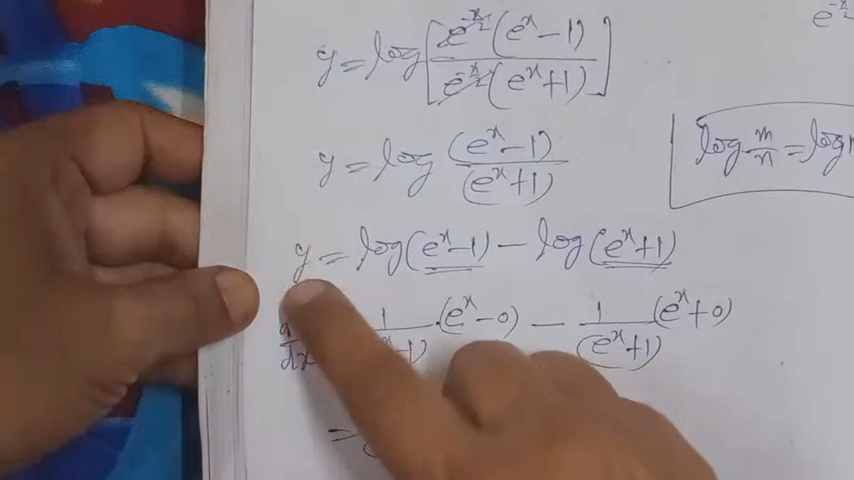 e^{-x/2}
y = log[e^{-x/2}(e^x-1) / e^{-x/2}(e^x+1)]
y = log (e^x-1)/(e^x+1)
log m/n = log
y = log(e^x-1) - log(e^x+1)
1 . (e^x-0) - 1/(e^x+1) (e^x+0)
=